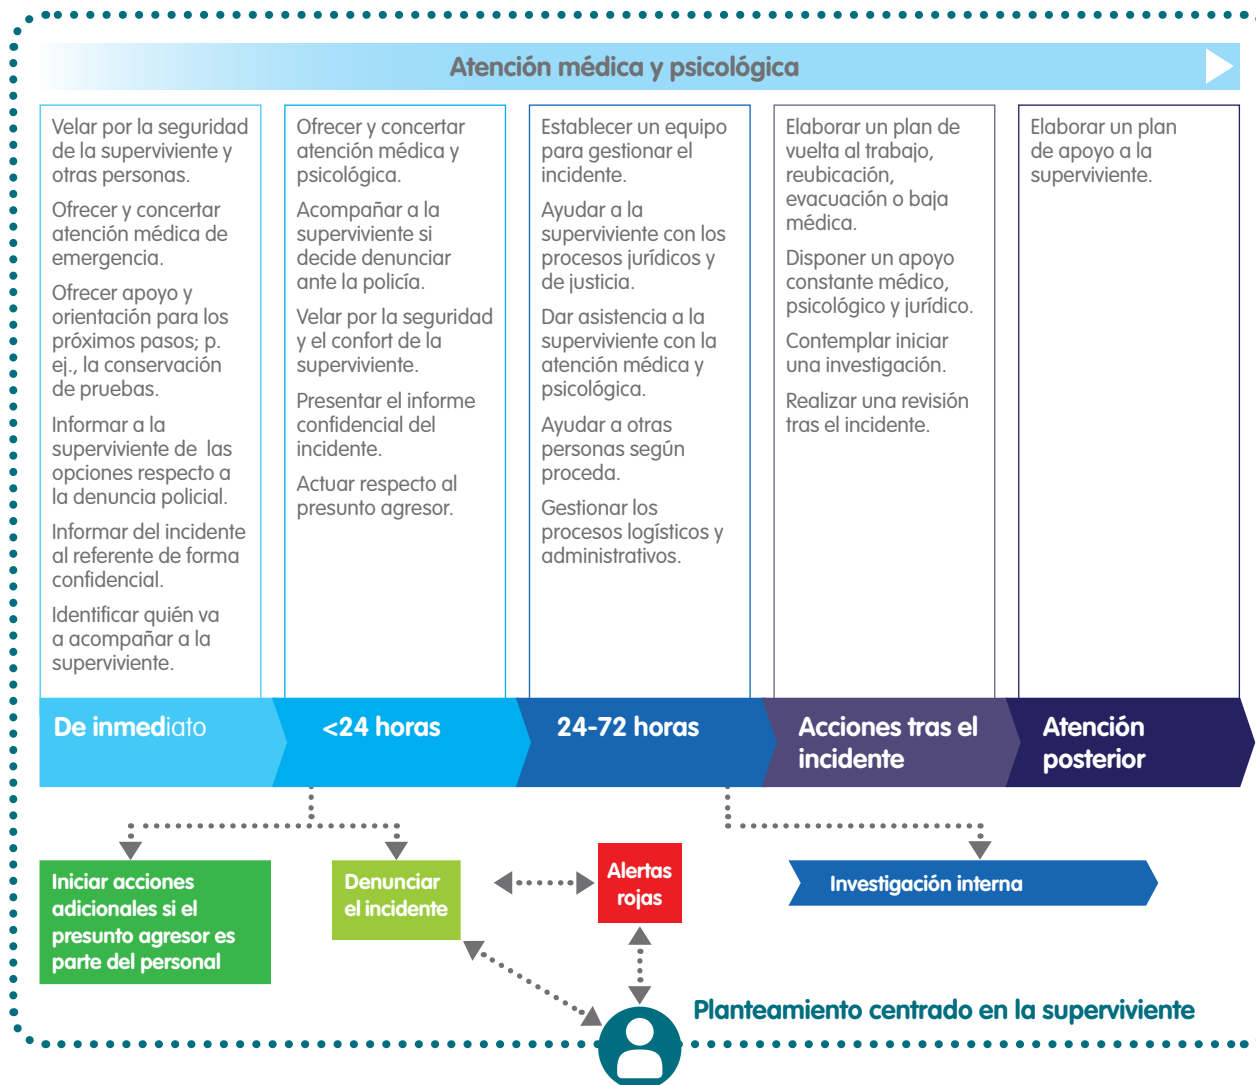 Atención médica y psicológica
Velar por la seguridad
de la superviviente y
otras personas.
Ofrecer y concertar
atención médica de
emergencia.
Ofrecer apoyo y
orientación para los
próximos pasos; p.
ej., la conservación
de pruebas.
Informar a la
superviviente de las
opciones respecto a
la denuncia policial.
Informar del incidente
al referente de forma
confidencial.
Identificar quién va
a acompañar a la
superviviente.
Ofrecer y concertar
atención médica y
psicológica.
Acompañar a la
superviviente si
decide denunciar
ante la policía.
Velar por la seguridad
y el confort de la
superviviente.
Presentar el informe
confidencial del
incidente.
Actuar respecto al
presunto agresor.
Establecer un equipo
para gestionar el
incidente.
Ayudar a la
superviviente con los
procesos jurídicos y
de justicia.
Dar asistencia a la
superviviente con la
atención médica y
psicológica.
Ayudar a otras
personas según
proceda.
Gestionar los
procesos logísticos y
administrativos.
Elaborar un plan de
vuelta al trabajo,
reubicación,
evacuación o baja
médica.
Disponer un apoyo
constante médico,
psicológico y jurídico.
Contemplar iniciar
una investigación.
Realizar una revisión
tras el incidente.
Elaborar un plan
de apoyo a la
superviviente.
De inmediato
<24 horas
24-72 horas
Acciones tras el
incidente
Atención
posterior
Iniciar acciones
adicionales si el
presunto agresor es
parte del personal
Denunciar
el incidente
Alertas
rojas
Investigación interna
Planteamiento centrado en la superviviente